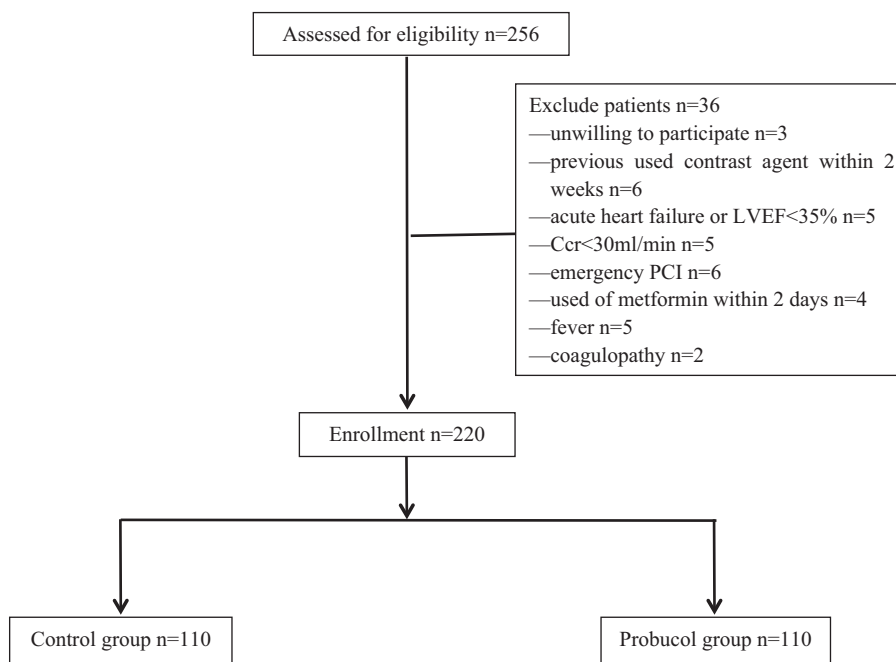 Assessed for eligibility n=256
Exclude patients n=36
—unwilling to participate n=3
—previous used contrast agent within 2
weeks n=6
—acute heart failure or LVEF<35% n=5
—Ccr<30ml/min n=5
—emergency PCI n=6
—used of metformin within 2 days n=4
—fever n=5
—coagulopathy n=2
Enrollment n=220
Control group n=110
Probucol group n=110